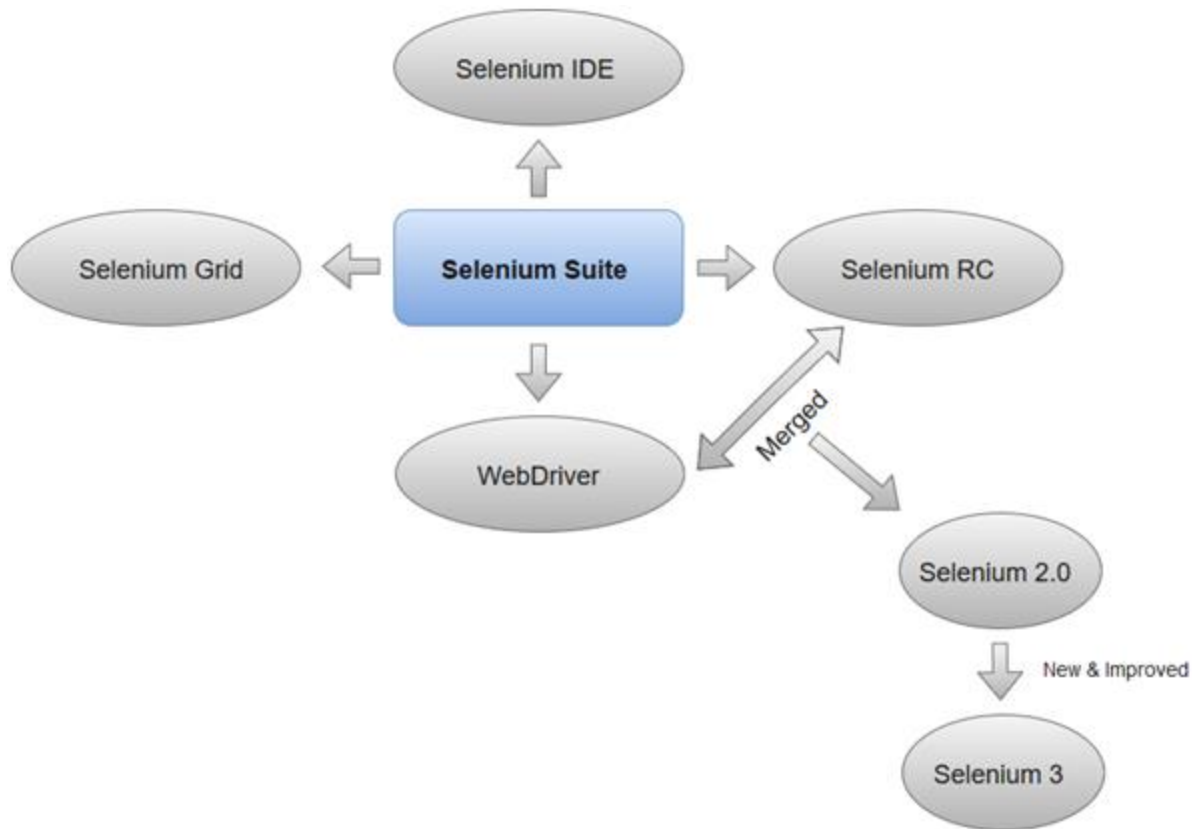 Selenium IDE
Selenium Grid
Selenium Suite
Selenium RC
Merged
WebDriver
Selenium 2.0
New & Improved
Selenium 3